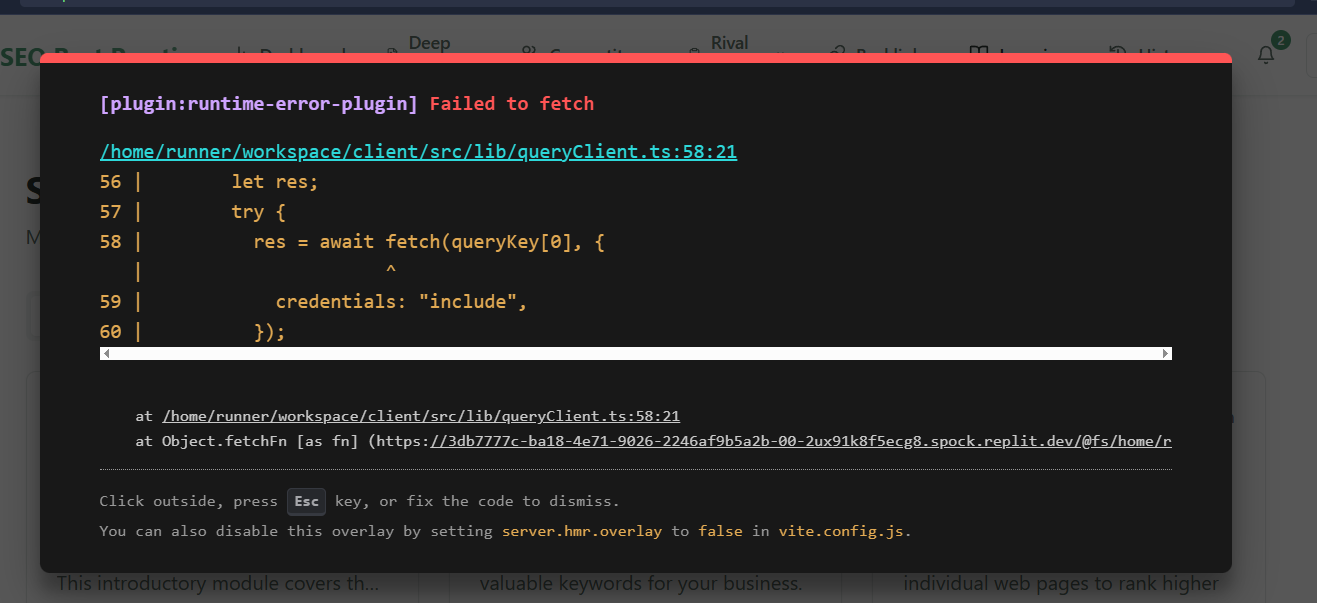 Deep
Rival
2
[plugin:runtime-error-plugin] Failed to fetch
/home/runner/workspace/client/src/lib/queryClient.ts:58:21
56 | let res;
57 | try {
58 | res = await fetch(queryKey[0], {
| ^
59 | credentials: "include",
60 | });
at /home/runner/workspace/client/src/lib/queryClient.ts:58:21
at Object.fetchFn [as fn] (https://3db7777c-ba18-4e71-9026-2246af9b5a2b-00-2ux91k8f5ecg8.spock.replit.dev/@fs/home/r
Click outside, press Esc key, or fix the code to dismiss.
You can also disable this overlay by setting server.hmr.overlay to false in vite.config.js.
This introductory module covers th...
valuable keywords for your business.
individual web pages to rank higher